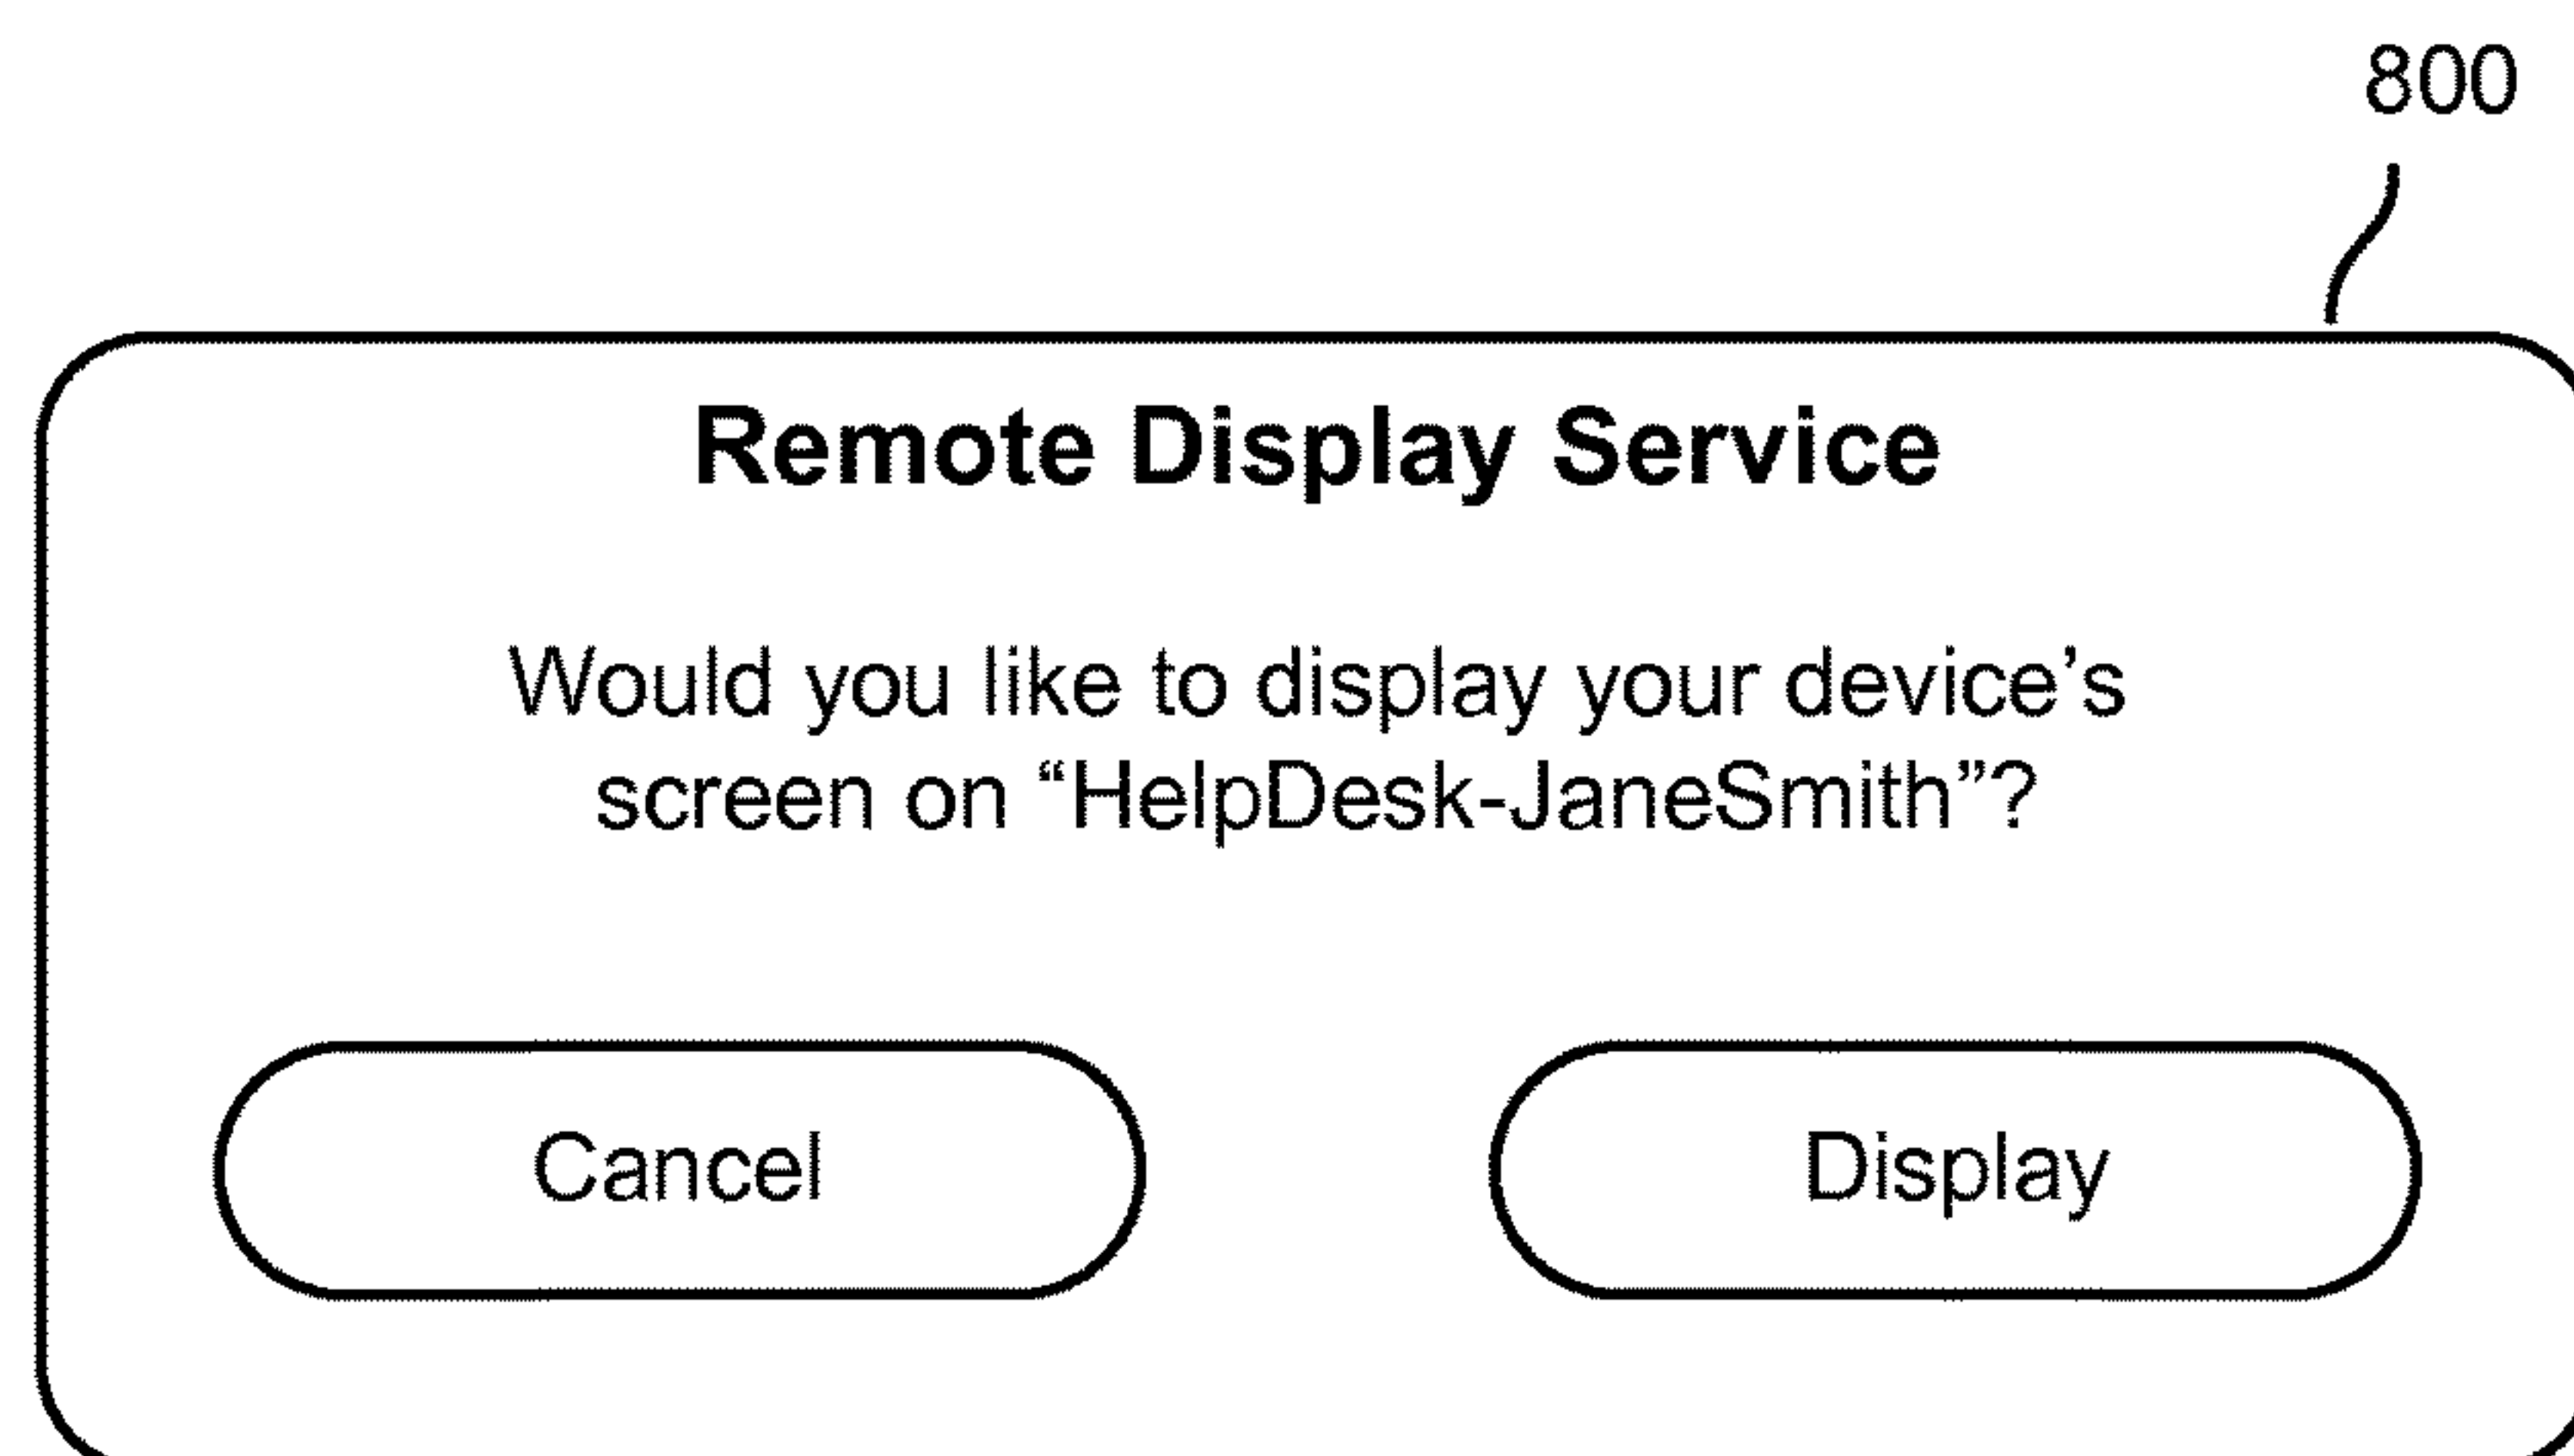 800
Remote Display Service
Would you like to display your device’s
screen on “HelpDesk-JaneSmith”?
Cancel
Display